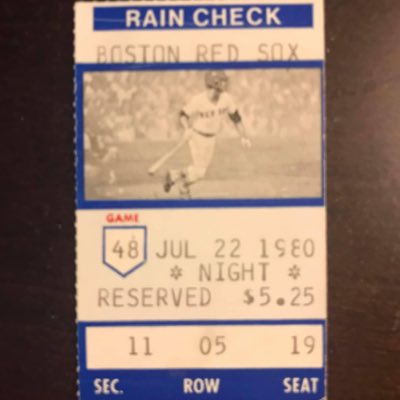 RAIN CHECK
BOSTON RED SOX
GAME
48 JUL 22 1980
* NIGHT *
RESERVED $5.25
11 05 19
SEC. ROW SEAT